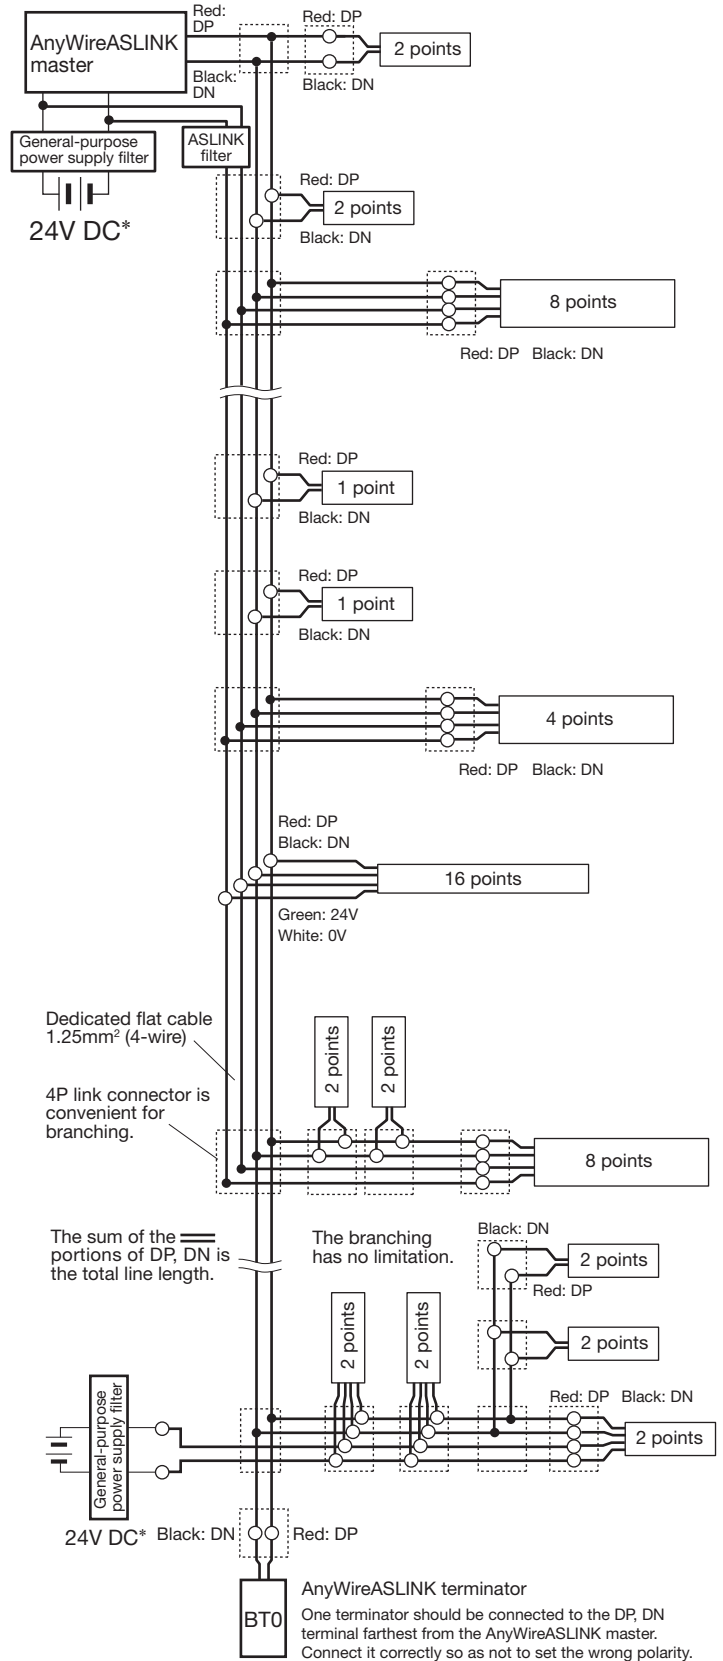 Red:
DP
AnyWireASLINK
master
Black:
DN
Red: DP
2 points
Black: DN
General-purpose
power supply filter
ASLINK
filter
24V DC*
Red: DP
2 points
Black: DN
8 points
Red: DP Black: DN
Red: DP
1 point
Black: DN
Red: DP
1 point
Black: DN
4 points
Red: DP Black: DN
Red: DP
Black: DN
16 points
Green: 24V
White: 0V
Dedicated flat cable
1.25mm² (4-wire)
4P link connector is
convenient for
branching.
2 points
2 points
8 points
The sum of the
portions of DP, DN is
the total line length.
The branching
has no limitation.
Black: DN
2 points
Red: DP
2 points
2 points
2 points
General-purpose
power supply filter
Red: DP Black: DN
2 points
24V DC*
Black: DN
Red: DP
BT0
AnyWireASLINK terminator
One terminator should be connected to the DP, DN
terminal farthest from the AnyWireASLINK master.
Connect it correctly so as not to set the wrong polarity.